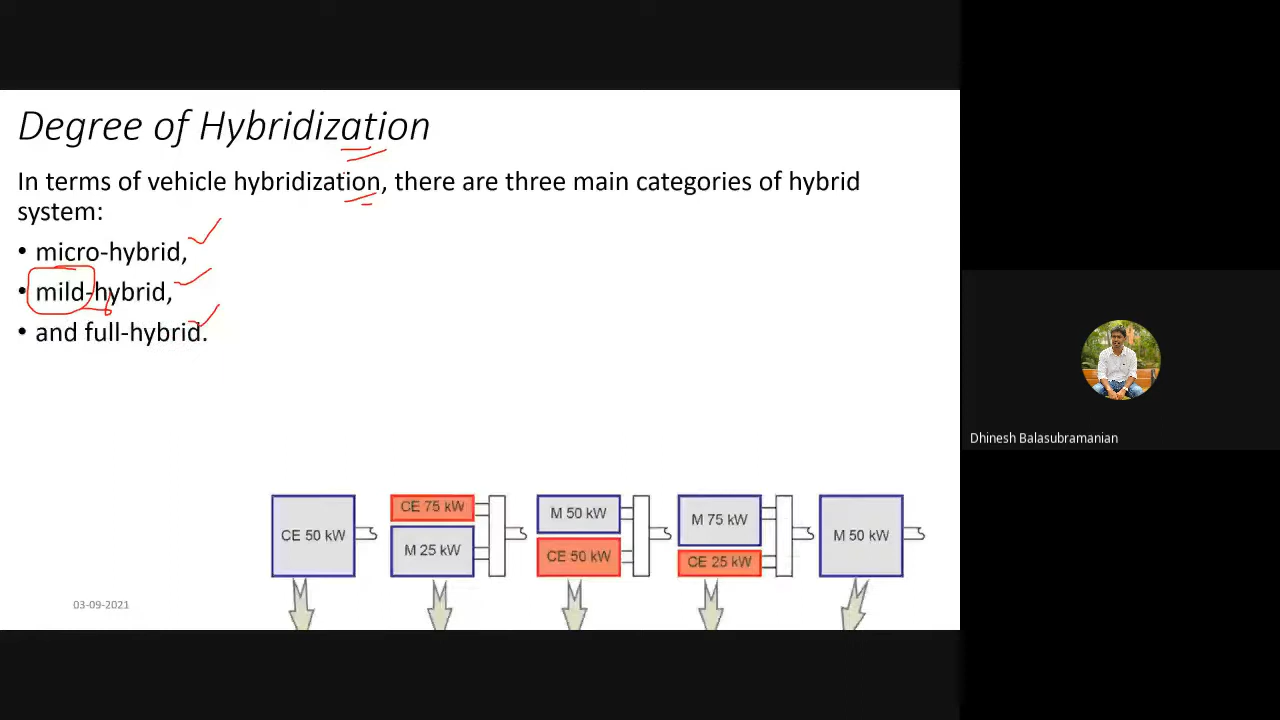 Degree of Hybridization
In terms of vehicle hybridization, there are three main categories of hybrid
system:
• micro-hybrid,
• mild-hybrid,
• and full-hybrid.
CE 50 kW
CE 75 kW
M 25 kW
M 50 kW
CE 50 kW
M 75 kW
CE 25 kW
M 50 kW
03-09-2021
Dhinesh Balasubramanian